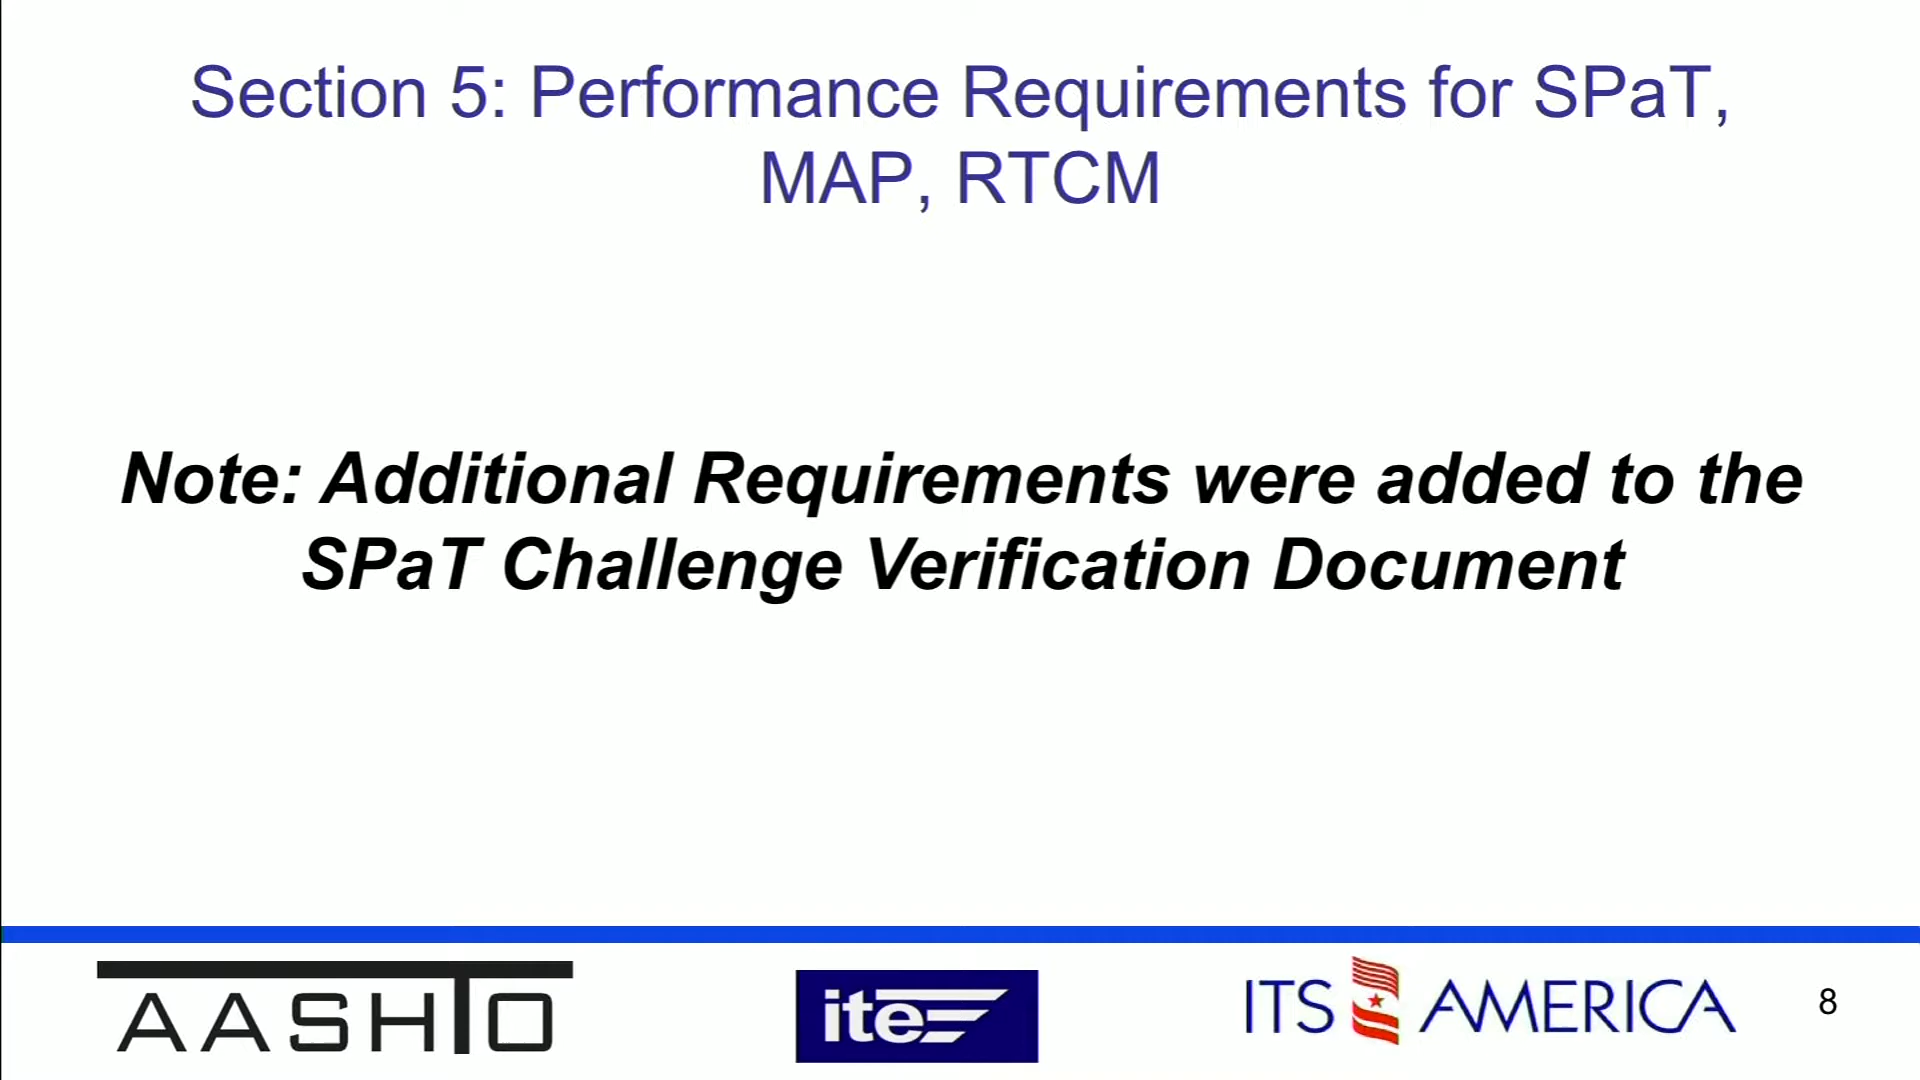 Section 5: Performance Requirements for SPaT,
MAP, RTCM
Note: Additional Requirements were added to the
SPaT Challenge Verification Document
AASHTO
ite
ITS AMERICA
8